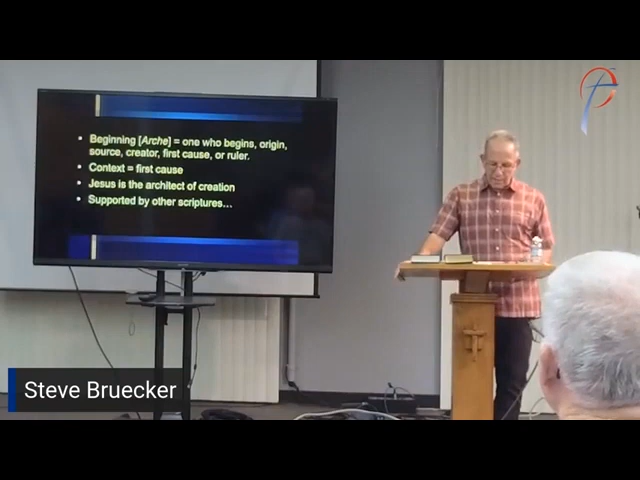 • Beginning [Arche] = one who begins, origin,
source, creator, first cause, or ruler.
• Context = first cause
• Jesus is the architect of creation
• Supported by other scriptures...
Steve Bruecker